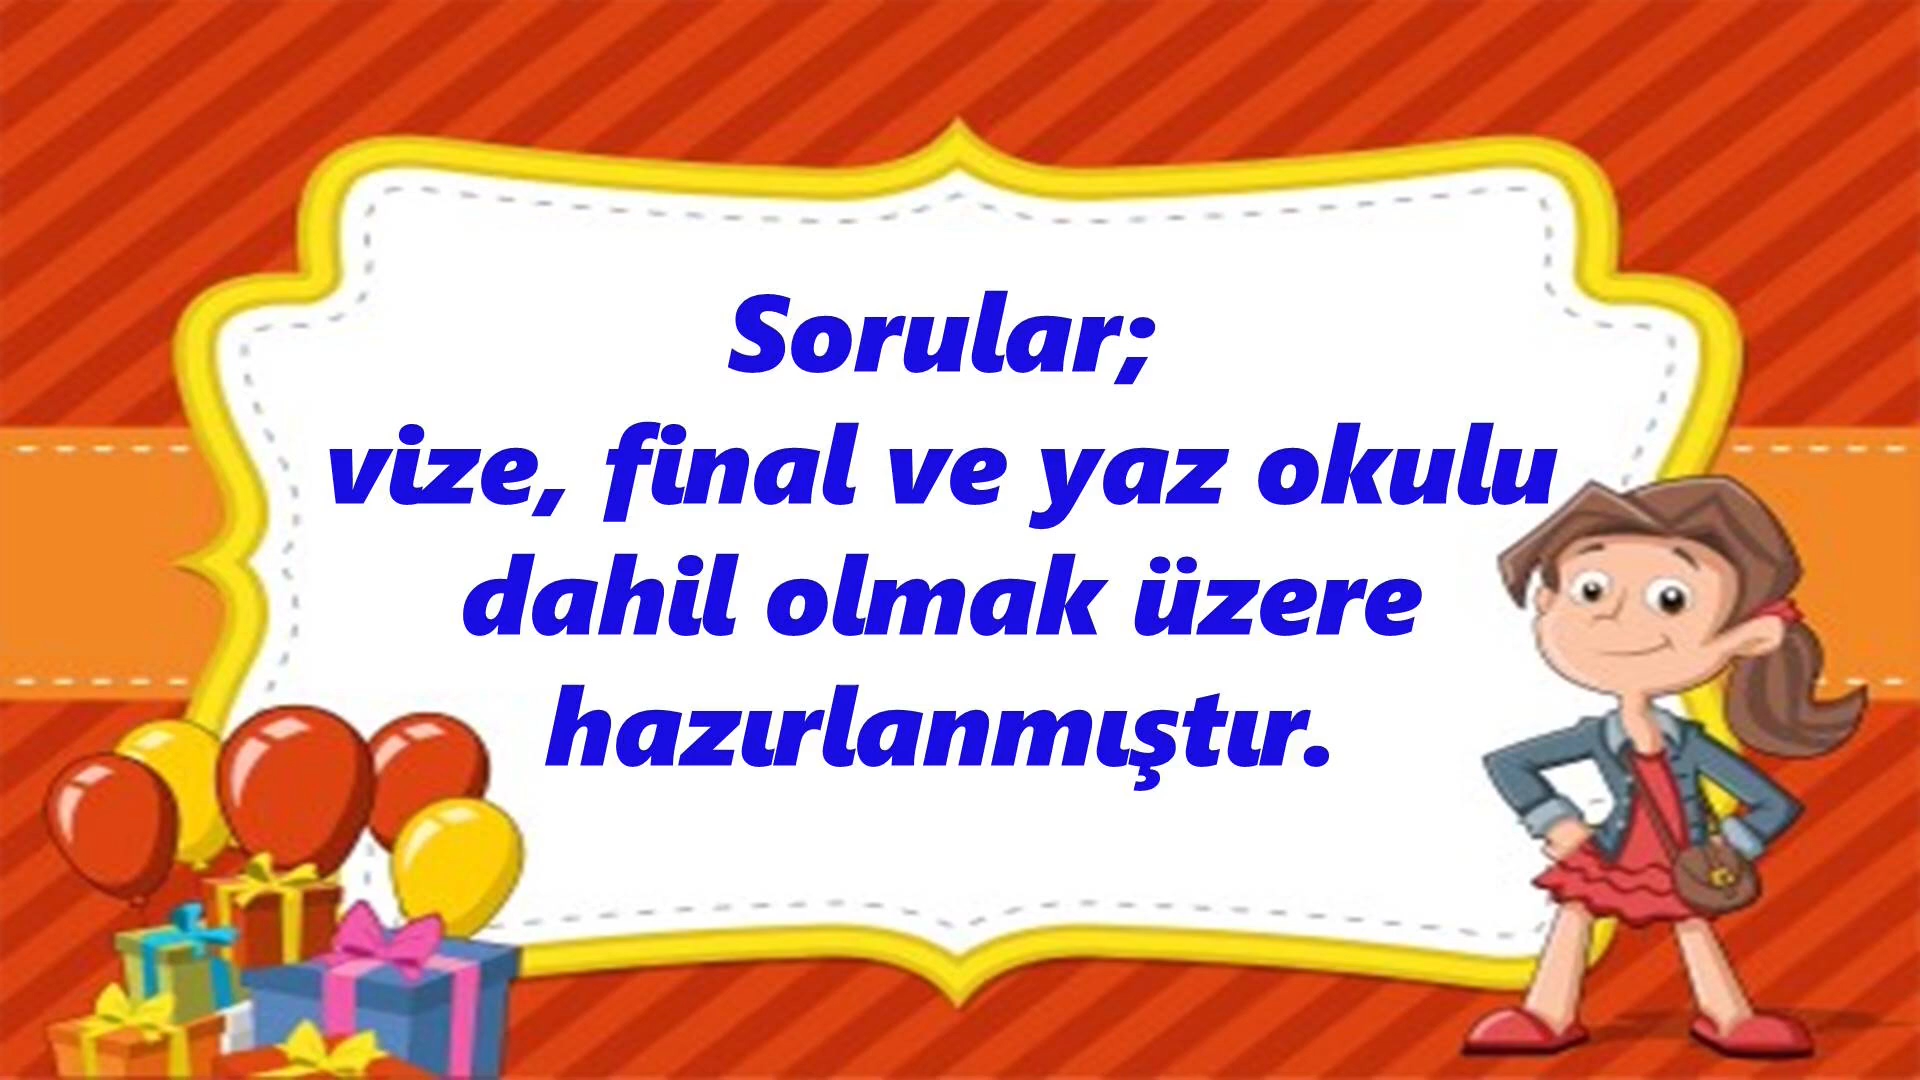 Sorular;
vize, final ve yaz okulu
dahil olmak üzere
hazırlanmıştır.